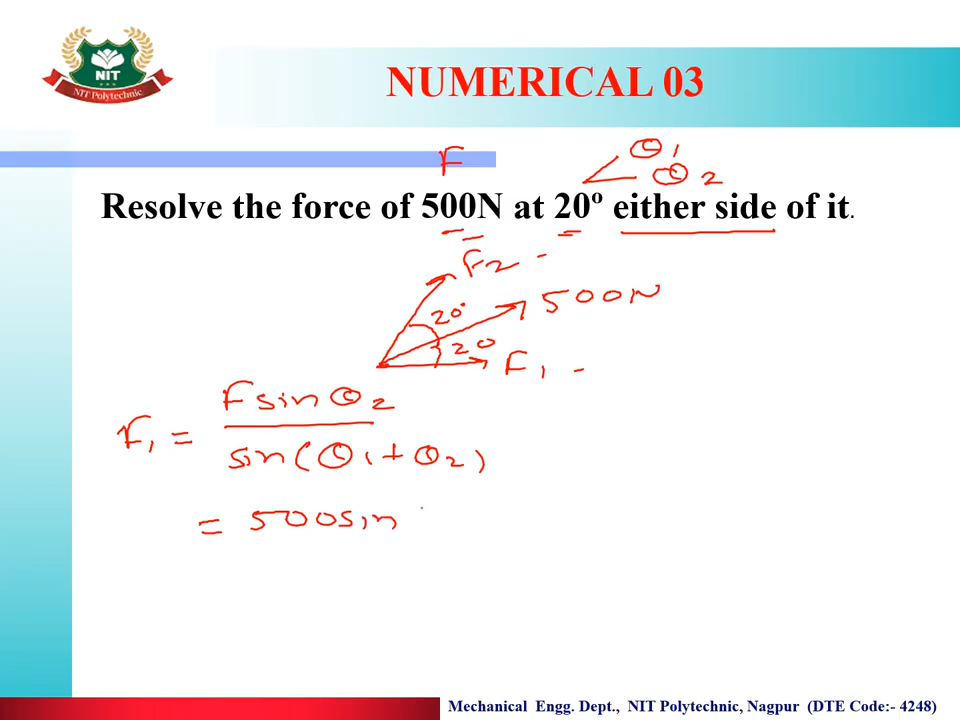 NIT
NIT Polytechnic
NUMERICAL 03
F
θ1
θ2
Resolve the force of 500N at 20º either side of it.
F2
500N
20°
20
F1
F1 = F sin θ2 / sin(θ1+θ2)
= 500 sin
Mechanical Engg. Dept., NIT Polytechnic, Nagpur (DTE Code:- 4248)